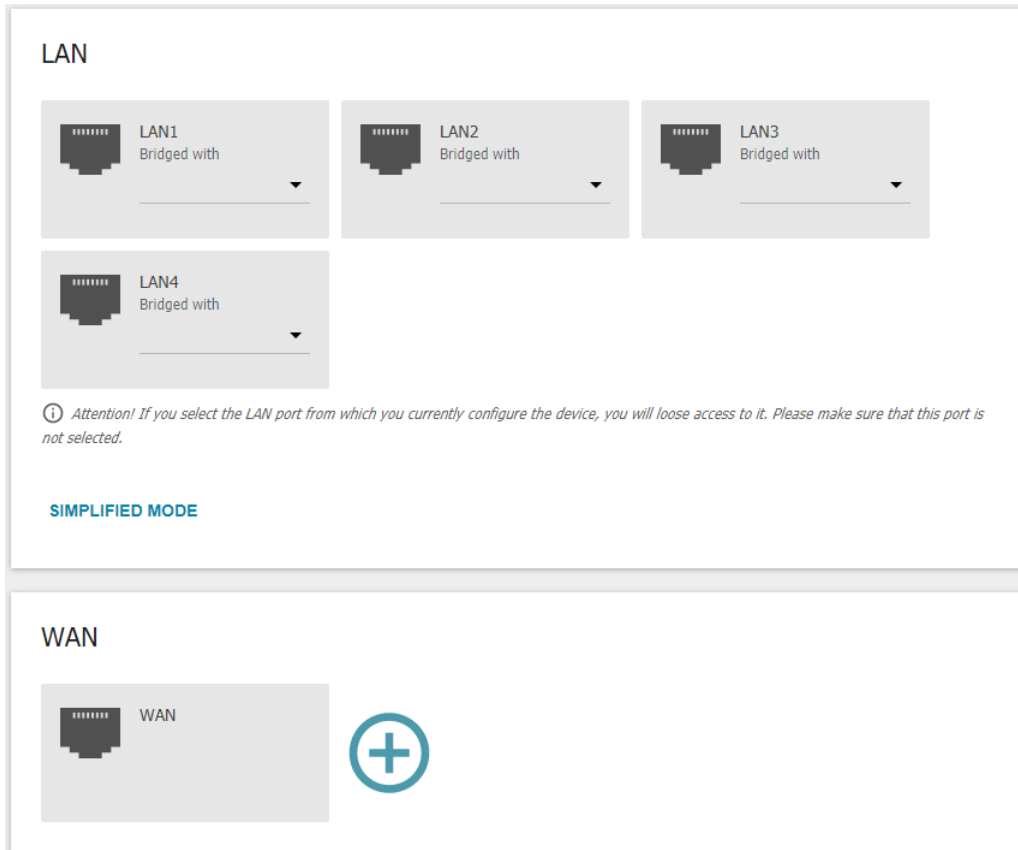 LAN
LAN1
Bridged with
LAN2
Bridged with
LAN3
Bridged with
LAN4
Bridged with
Attention! If you select the LAN port from which you currently configure the device, you will loose access to it. Please make sure that this port is
not selected.
SIMPLIFIED MODE
WAN
WAN